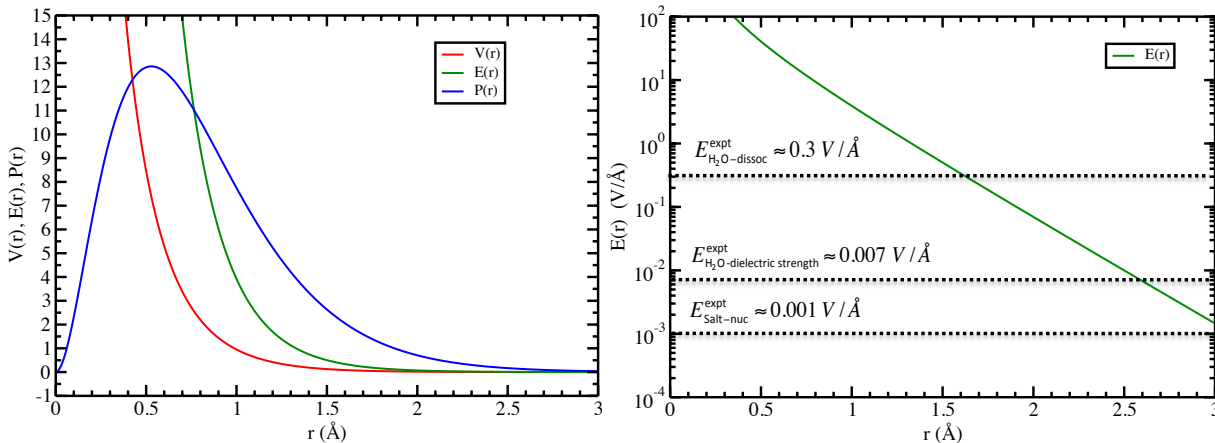 15
14
13
12
11
10
9
8
7
6
5
4
3
2
1
0
-1
V(r), E(r), P(r)
V(r)
E(r)
P(r)
0 0.5 1 1.5 2 2.5 3
r (Å)
10^2
10^1
10^0
10^-1
10^-2
10^-3
10^-4
E(r) (V/Å)
E(r)
E^expt_H₂O−dissoc ≈ 0.3 V / Å
E^expt_H₂O-dielectric strength ≈ 0.007 V / Å
E^expt_Salt−nuc ≈ 0.001 V / Å
0 0.5 1 1.5 2 2.5 3
r (Å)